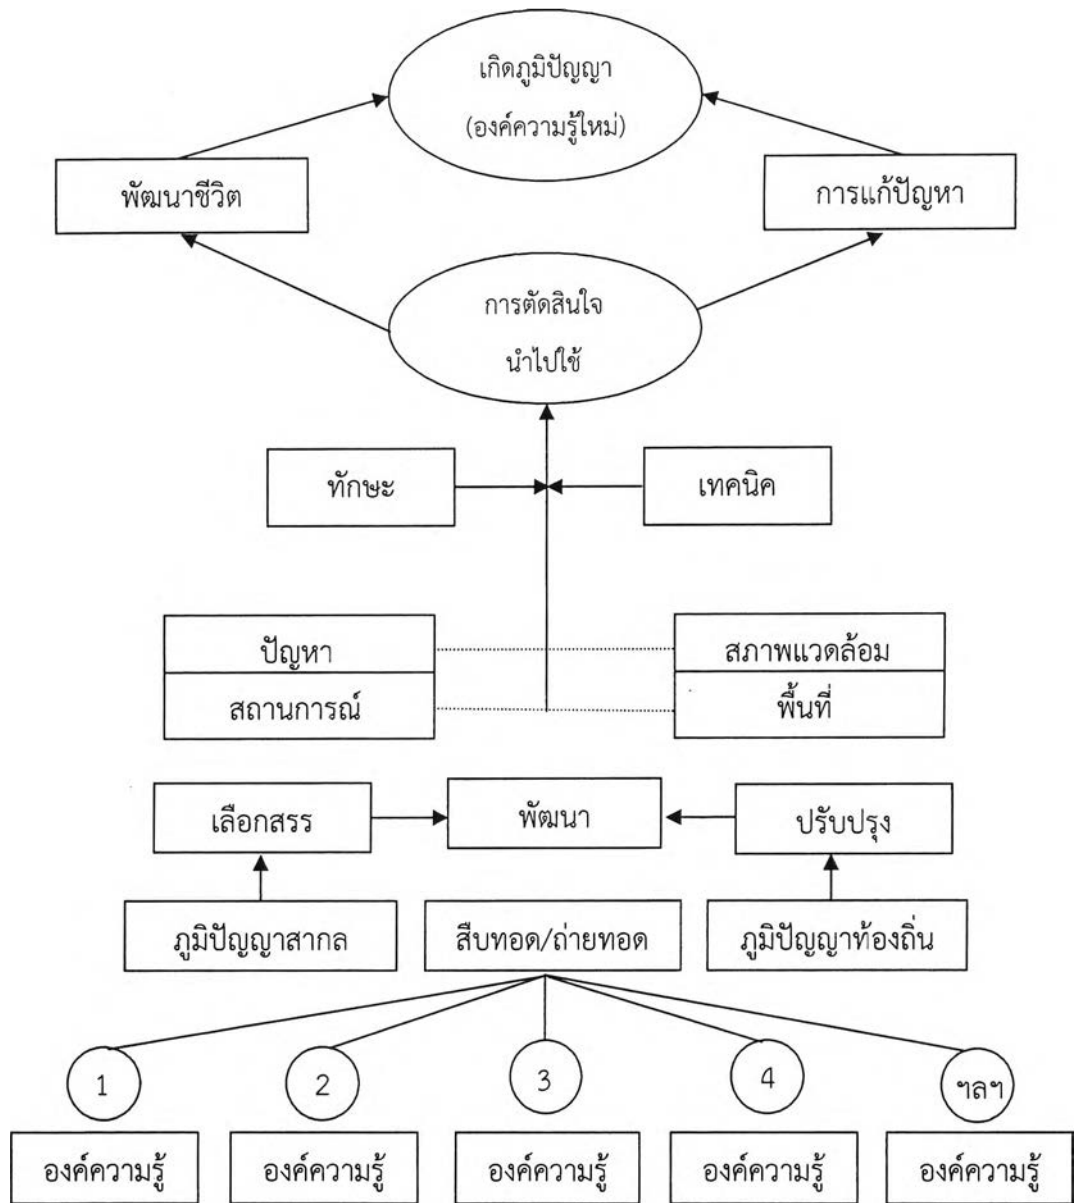 เกิดภูมิปัญญา
(องค์ความรู้ใหม่)
พัฒนาชีวิต
การแก้ปัญหา
การตัดสินใจ
นำไปใช้
ทักษะ
เทคนิค
ปัญหา
สภาพแวดล้อม
สถานการณ์
พื้นที่
เลือกสรร
พัฒนา
ปรับปรุง
ภูมิปัญญาสากล
สืบทอด/ถ่ายทอด
ภูมิปัญญาท้องถิ่น
1
2
3
4
ฯลฯ
องค์ความรู้
องค์ความรู้
องค์ความรู้
องค์ความรู้
องค์ความรู้